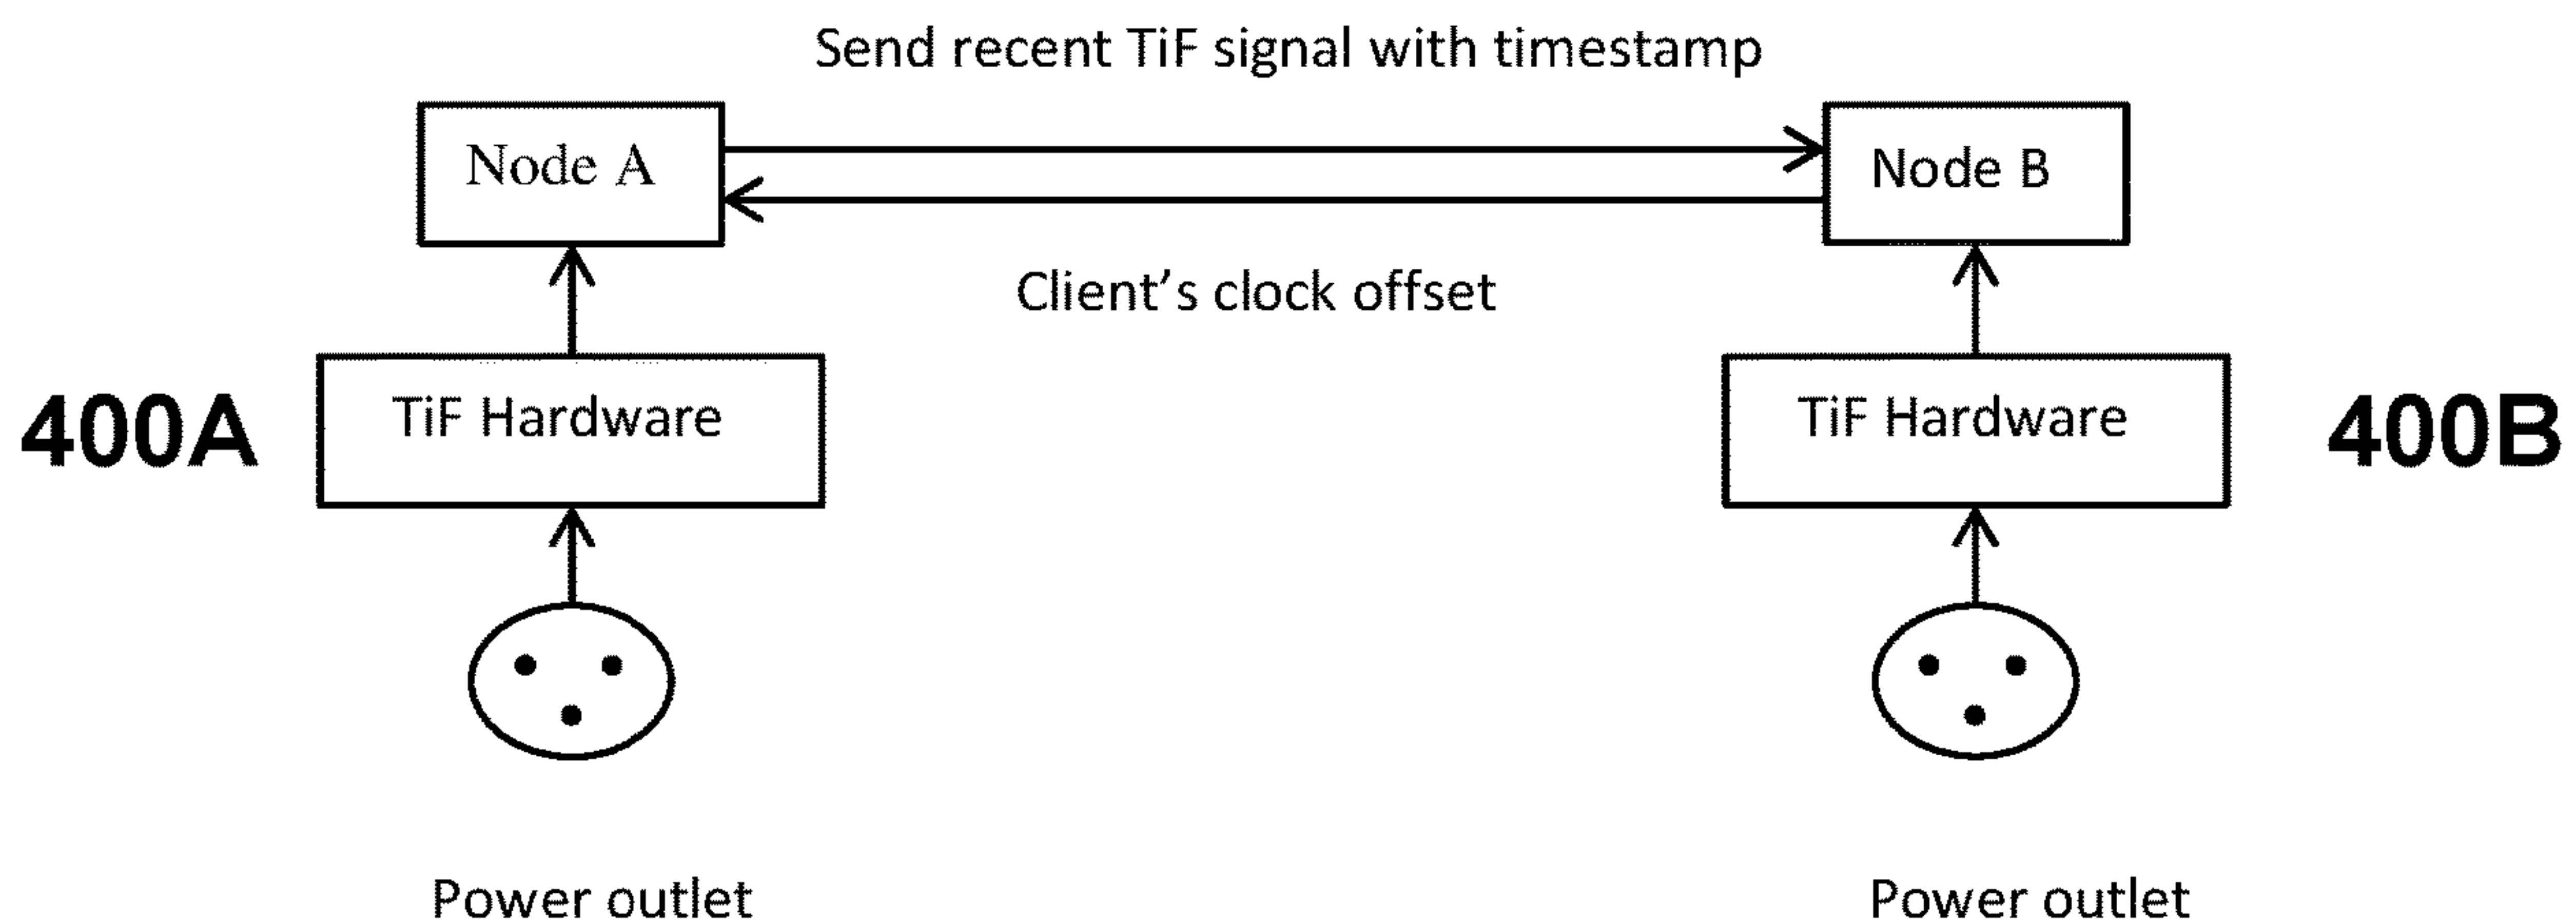 Send recent TiF signal with timestamp
Node A
Node B
Client's clock offset
400A
TiF Hardware
TiF Hardware
400B
Power outlet
Power outlet